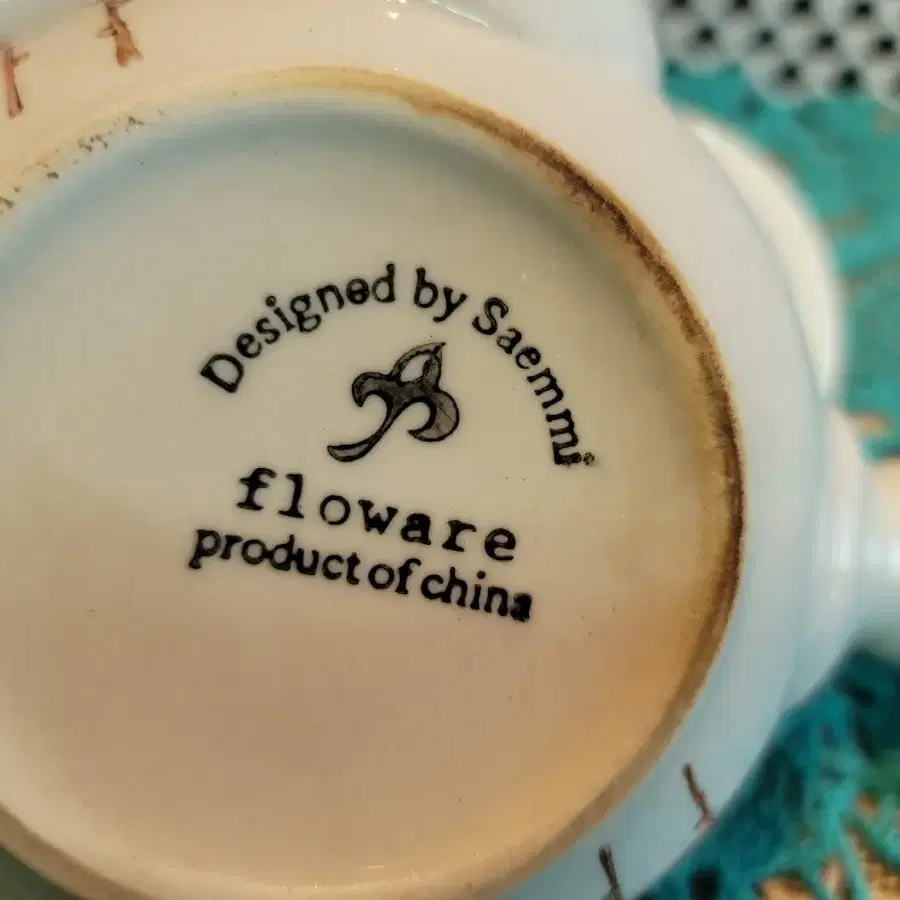 Designed by Saemmi®
floware
product of china